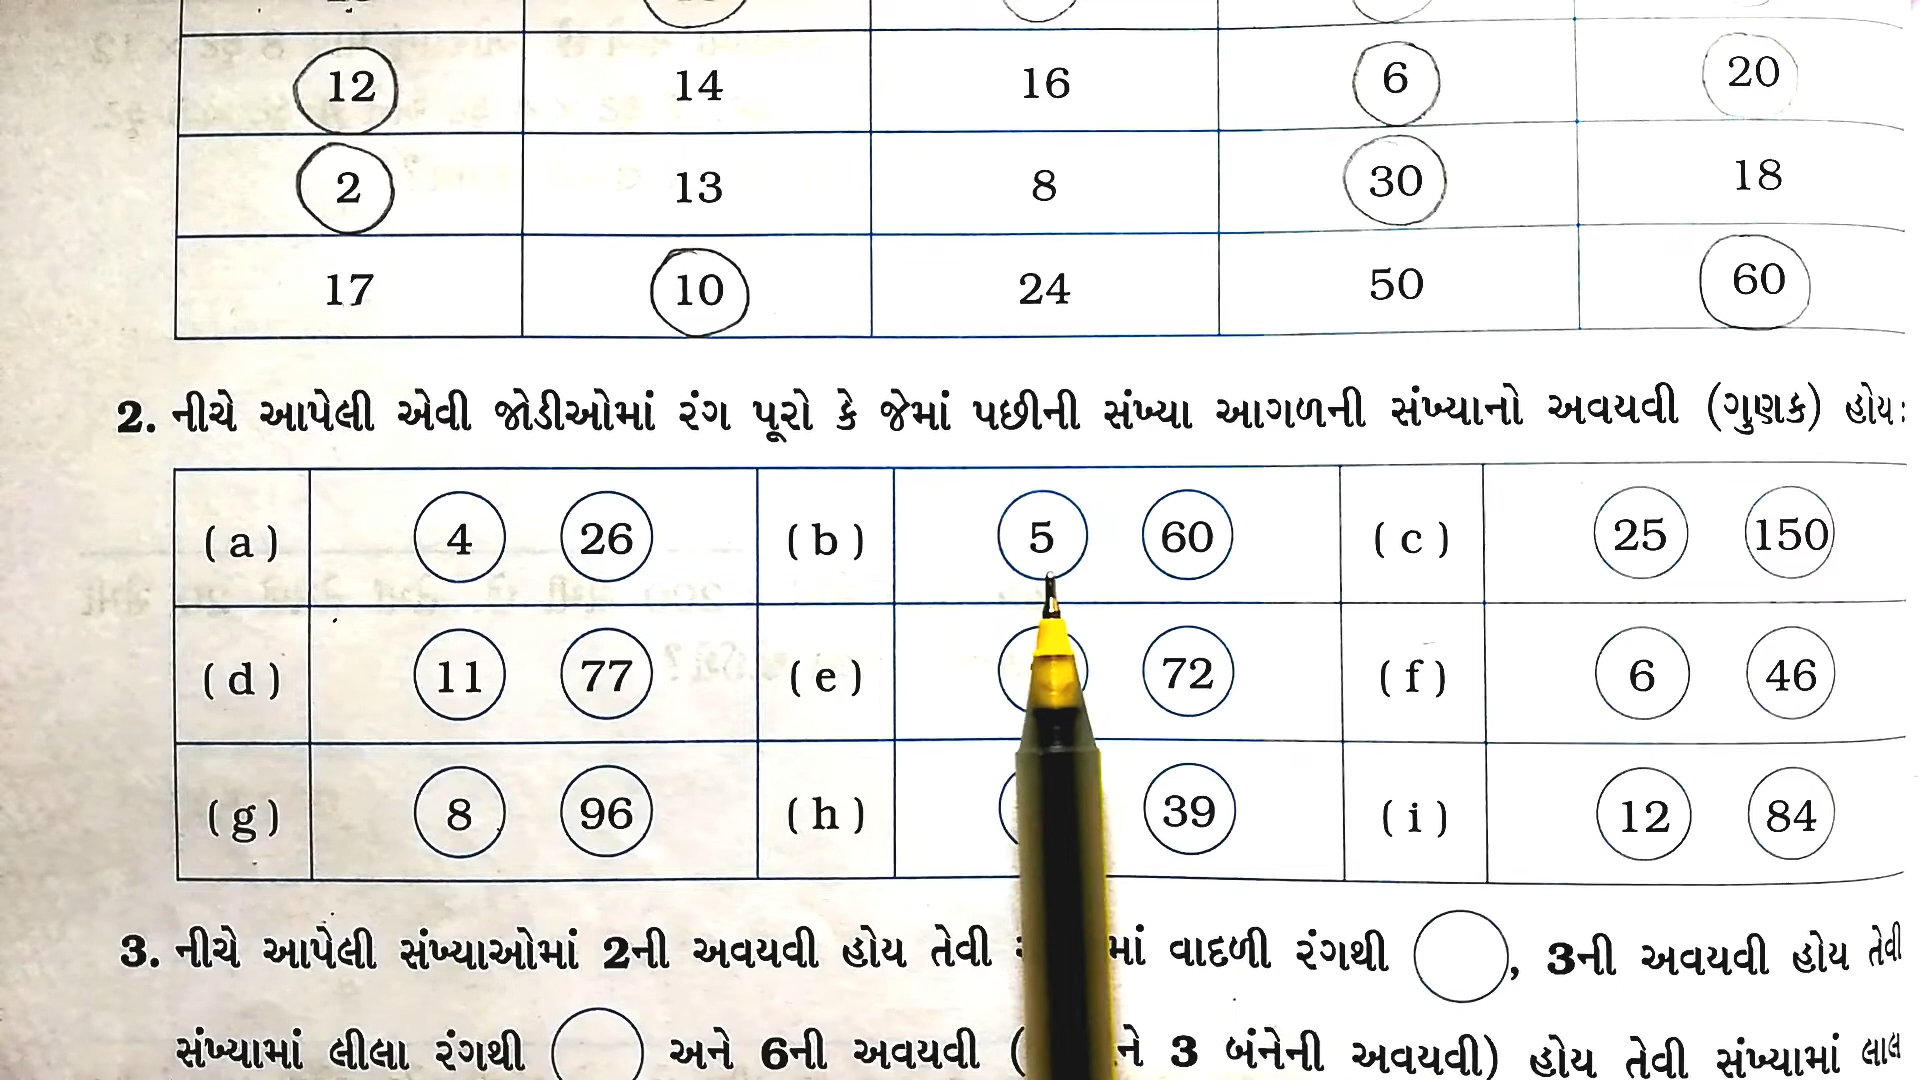 12 14 16 6 20
2 13 8 30 18
17 10 24 50 60
2. નીચે આપેલી એવી જોડીઓમાં રંગ પૂરો કે જેમાં પછીની સંખ્યા આગળની સંખ્યાનો અવયવી (ગુણક) હોય:
(a) 4 26 (b) 5 60 (c) 25 150
(d) 11 77 (e) 72 (f) 6 46
(g) 8 96 (h) 39 (i) 12 84
3. નીચે આપેલી સંખ્યાઓમાં 2ની અવયવી હોય તેવી માં વાદળી રંગથી , 3ની અવયવી હોય તેવી
સંખ્યામાં લીલા રંગથી અને 6ની અવયવી ( ને 3 બંનેની અવયવી) હોય તેવી સંખ્યામાં લાલ